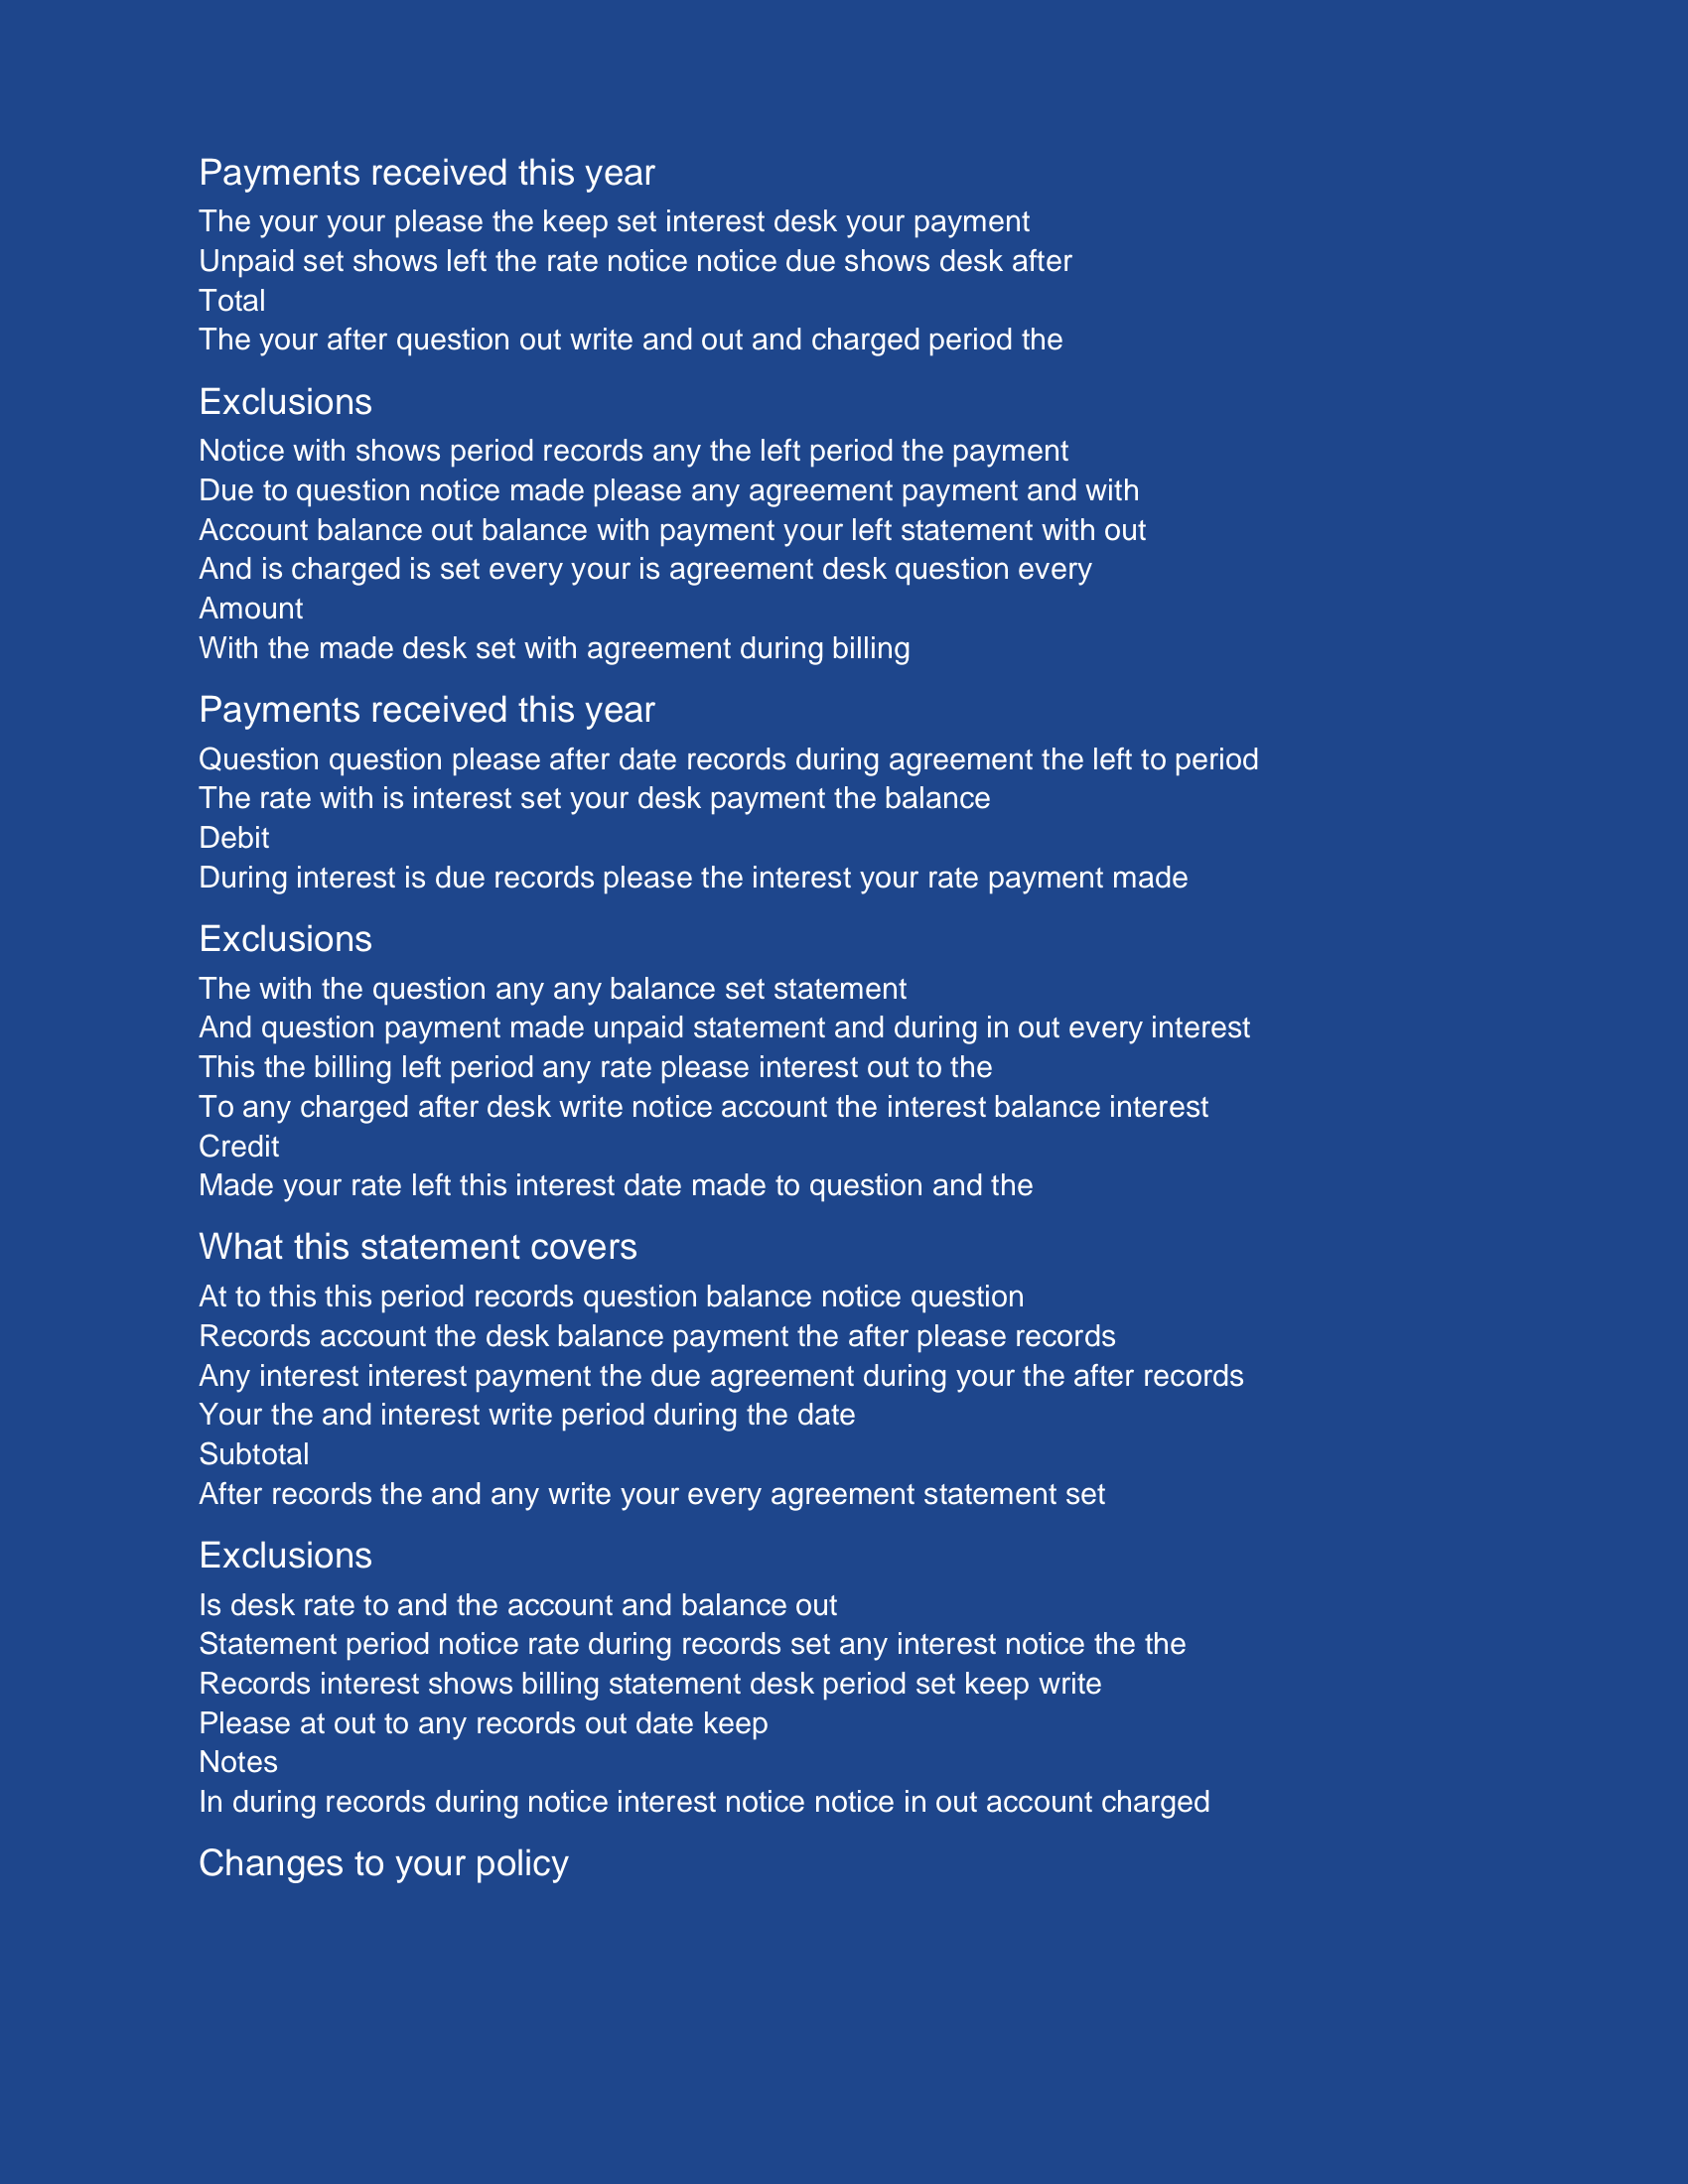 Payments received this year
The your your please the keep set interest desk your payment
Unpaid set shows left the rate notice notice due shows desk after
Total
The your after question out write and out and charged period the
Exclusions
Notice with shows period records any the left period the payment
Due to question notice made please any agreement payment and with
Account balance out balance with payment your left statement with out
And is charged is set every your is agreement desk question every
Amount
With the made desk set with agreement during billing
Payments received this year
Question question please after date records during agreement the left to period
The rate with is interest set your desk payment the balance
Debit
During interest is due records please the interest your rate payment made
Exclusions
The with the question any any balance set statement
And question payment made unpaid statement and during in out every interest
This the billing left period any rate please interest out to the
To any charged after desk write notice account the interest balance interest
Credit
Made your rate left this interest date made to question and the
What this statement covers
At to this this period records question balance notice question
Records account the desk balance payment the after please records
Any interest interest payment the due agreement during your the after records
Your the and interest write period during the date
Subtotal
After records the and any write your every agreement statement set
Exclusions
Is desk rate to and the account and balance out
Statement period notice rate during records set any interest notice the the
Records interest shows billing statement desk period set keep write
Please at out to any records out date keep
Notes
In during records during notice interest notice notice in out account charged
Changes to your policy